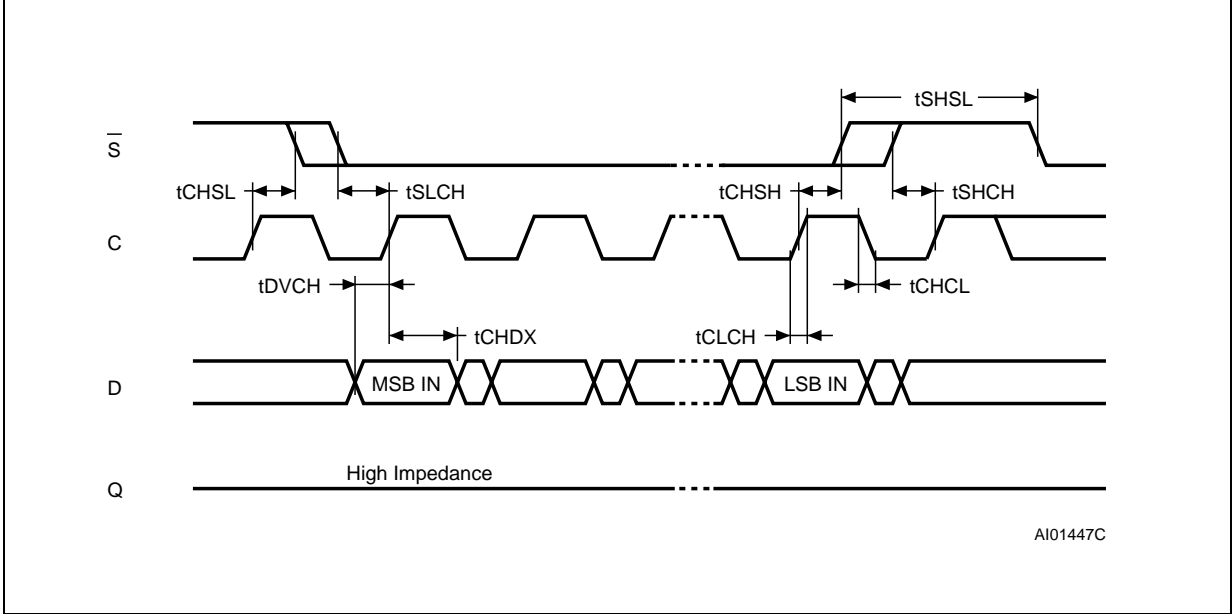 tSHSL
S̅
tCHSL
tSLCH
tCHSH
tSHCH
C
tDVCH
tCHCL
tCHDX
tCLCH
D
MSB IN
LSB IN
High Impedance
Q
AI01447C